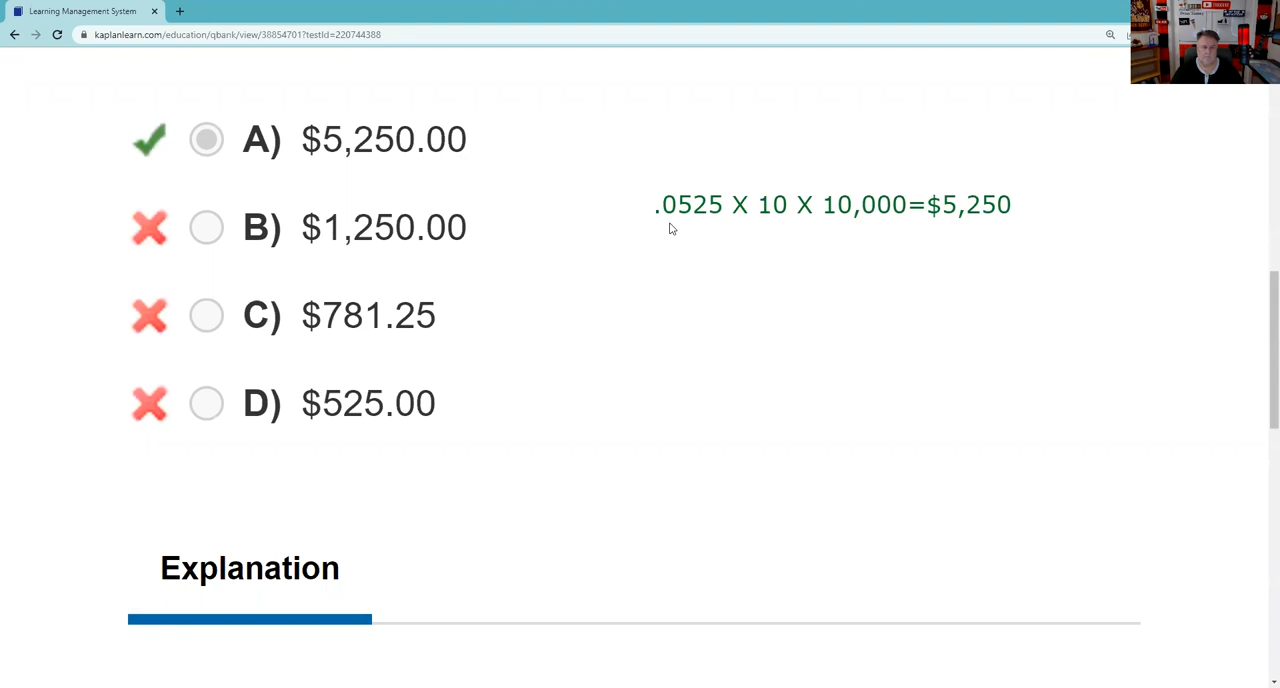 Learning Management System
kaplanlearn.com/education/qbank/view/38854701?testId=220744388
A) $5,250.00
.0525 X 10 X 10,000=$5,250
B) $1,250.00
C) $781.25
D) $525.00
Explanation